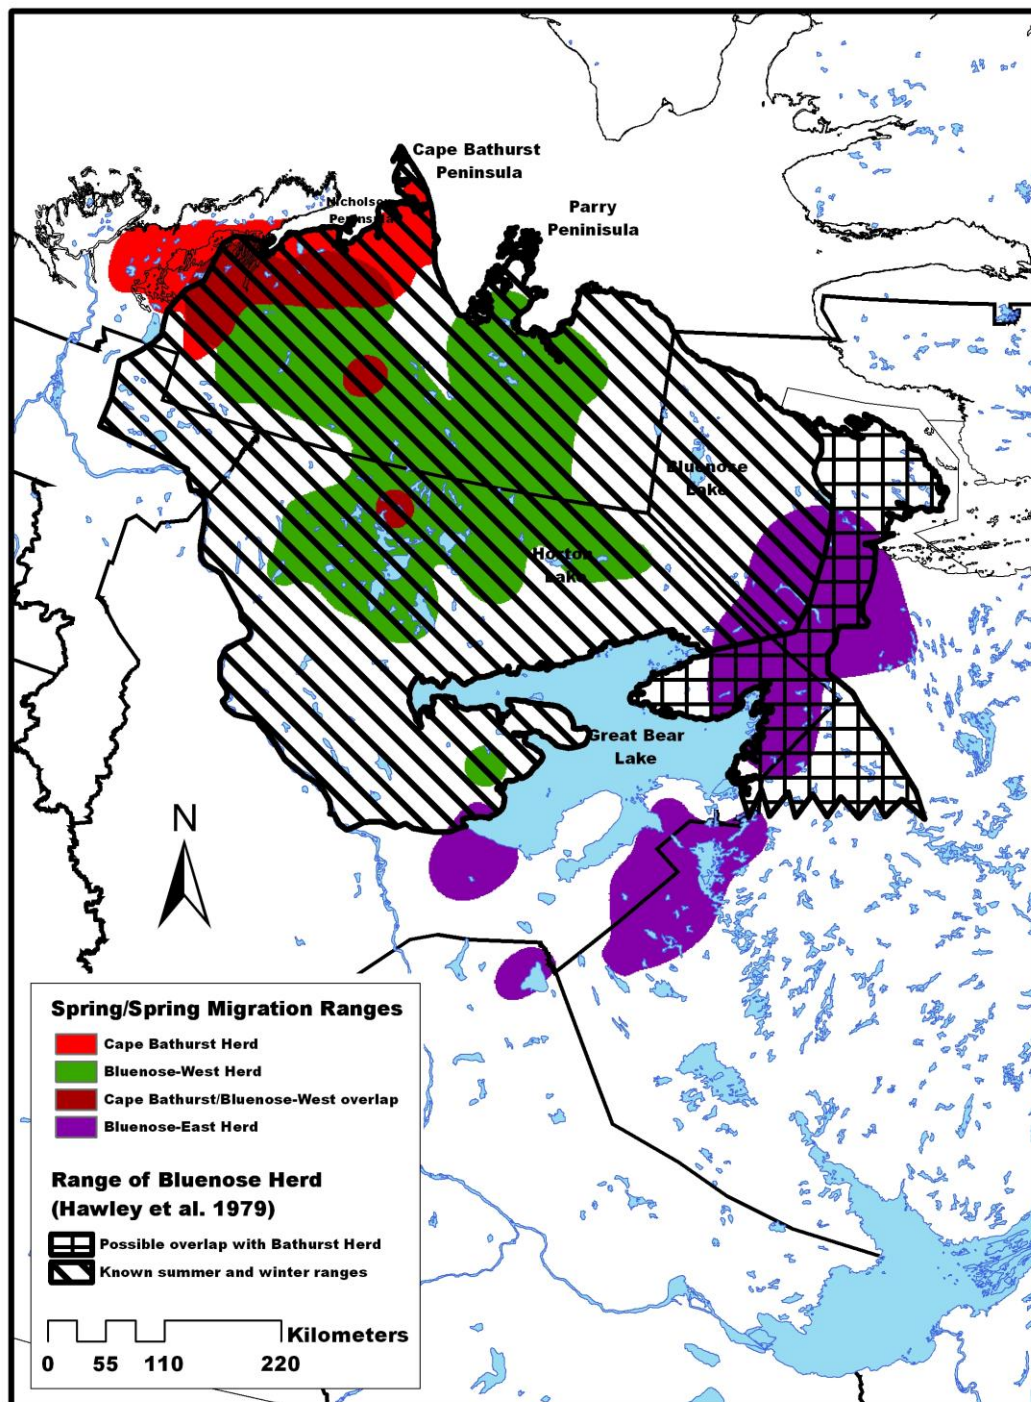 Cape Bathurst
Peninsula
Nicholson
Peninsula
Parry
Peninisula
Bluenose
Lake
Horton
Lake
Great Bear
Lake
N
Spring/Spring Migration Ranges
Cape Bathurst Herd
Bluenose-West Herd
Cape Bathurst/Bluenose-West overlap
Bluenose-East Herd
Range of Bluenose Herd
(Hawley et al. 1979)
Possible overlap with Bathurst Herd
Known summer and winter ranges
Kilometers
0 55 110 220